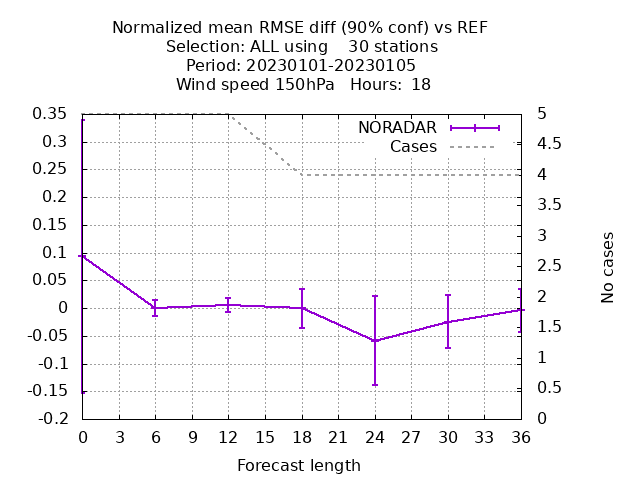 Normalized mean RMSE diff (90% conf) vs REF
Selection: ALL using 30 stations
Period: 20230101-20230105
Wind speed 150hPa Hours: 18
NORADAR
Cases
0.35
0.3
0.25
0.2
0.15
0.1
0.05
0
-0.05
-0.1
-0.15
-0.2
5
4.5
4
3.5
3
2.5
2
1.5
1
0.5
0
No cases
0 3 6 9 12 15 18 21 24 27 30 33 36
Forecast length